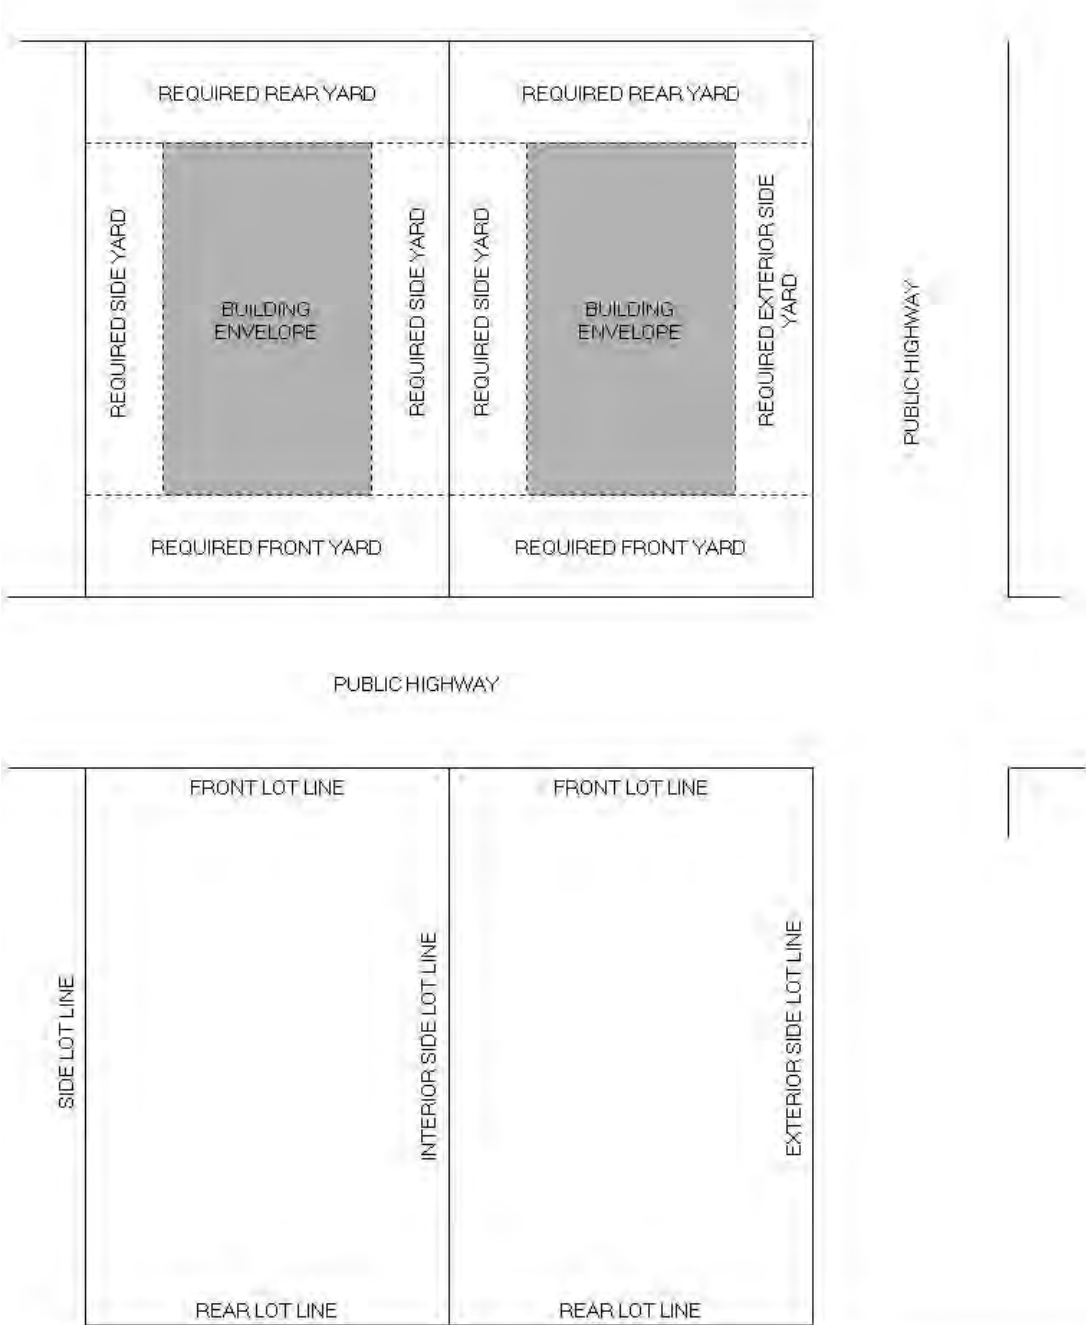 REQUIRED REAR YARD
REQUIRED REAR YARD
REQUIRED SIDE YARD
BUILDING
ENVELOPE
REQUIRED SIDE YARD
REQUIRED SIDE YARD
BUILDING
ENVELOPE
REQUIRED EXTERIOR SIDE
YARD
PUBLIC HIGHWAY
REQUIRED FRONT YARD
REQUIRED FRONT YARD
PUBLIC HIGHWAY
FRONT LOT LINE
FRONT LOT LINE
SIDE LOT LINE
INTERIOR SIDE LOT LINE
EXTERIOR SIDE LOT LINE
REAR LOT LINE
REAR LOT LINE